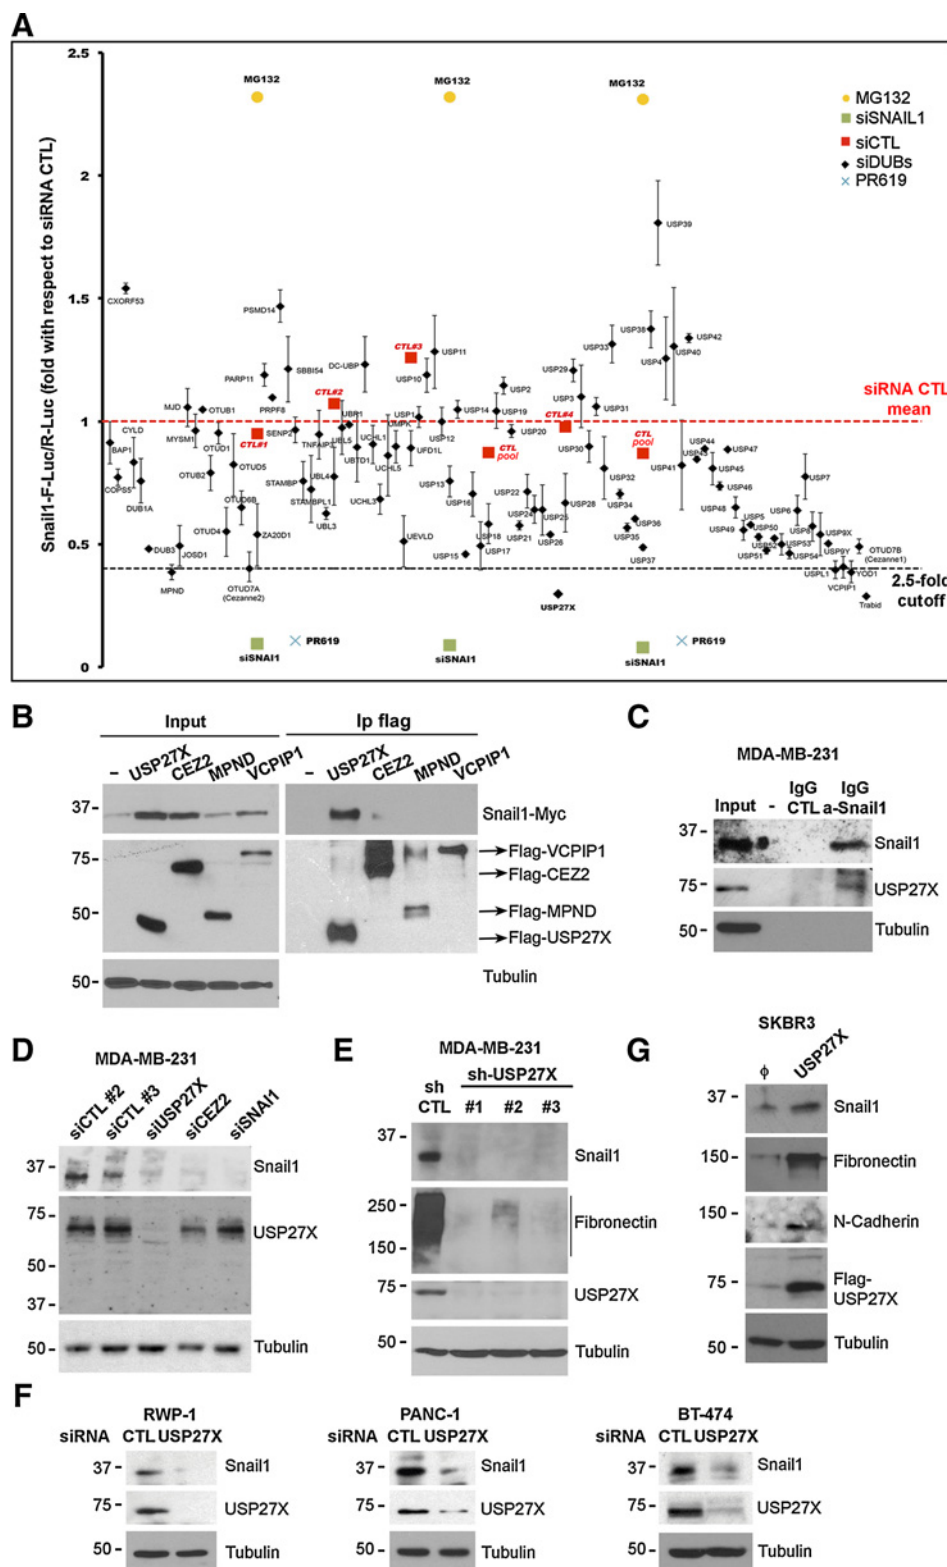 A
2.5
2
1.5
1
0.5
0
Snail1-F-Luc/R-Luc (fold with respect to siRNA CTL)
MG132
MG132
MG132
MG132
siSNAIL1
siCTL
siDUBs
PR619
USP39
CXORF53
PSMD14
PARP11
SBBI54
PRPF8
DC-UBP
CTL#3
USP11
USP10
USP2
USP29
USP33
USP38
USP4
USP40
USP42
siRNA CTL
mean
MJD
OTUB1
CTL#2
UBR1
USP1
USP14
USP19
USP3
USP31
CYLD
BAP1
MYSM1
OTUD1
CTL#1
SENP2
TNFAIP3
UBL5
UCHL1
UMPK
USP12
UFD1L
USP20
CTL#4
CTL
pool
USP30
CTL
pool
USP44
USP43
USP47
COPS5
DUB1A
OTUB2
OTUD5
STAMBP
UBL4
UBTD1
UCHL5
USP13
USP41
USP45
USP46
USP7
OTUD6B
STAMBPL1
UBL3
UCHL3
USP16
USP22
USP24
USP25
USP28
USP32
USP34
USP48
USP5
USP6
DUB3
JOSD1
OTUD4
ZA20D1
UEVLD
USP15
USP18
USP17
USP21
USP26
USP35
USP36
USP37
USP49
USP50
USP51
USP52
USP53
USP54
USP8
USP9X
USP9Y
OTUD7B
(Cezanne1)
MPND
OTUD7A
(Cezanne2)
USP27X
USPL1
VCPIP1
YOD1
Trabid
2.5-fold
cutoff
siSNAI1
PR619
siSNAI1
siSNAI1
PR619
B
Input
Ip flag
– USP27X CEZ2 MPND VCPIP1
– USP27X CEZ2 MPND VCPIP1
37-
Snail1-Myc
75-
Flag-VCPIP1
Flag-CEZ2
50-
Flag-MPND
Flag-USP27X
50-
Tubulin
C
MDA-MB-231
Input - IgG CTL IgG a-Snail1
37-
Snail1
75-
USP27X
50-
Tubulin
D
MDA-MB-231
siCTL #2 siCTL #3 siUSP27X siCEZ2 siSNAI1
37-
Snail1
75-
USP27X
50-
37-
50-
Tubulin
E
MDA-MB-231
sh CTL
sh-USP27X
#1 #2 #3
37-
Snail1
250-
Fibronectin
150-
75-
USP27X
50-
Tubulin
G
SKBR3
ϕ USP27X
37-
Snail1
150-
Fibronectin
150-
N-Cadherin
75-
Flag-
USP27X
50-
Tubulin
F
RWP-1
siRNA CTL USP27X
37-
Snail1
75-
USP27X
50-
Tubulin
PANC-1
siRNA CTL USP27X
37-
Snail1
75-
USP27X
50-
Tubulin
BT-474
siRNA CTL USP27X
37-
Snail1
75-
USP27X
50-
Tubulin